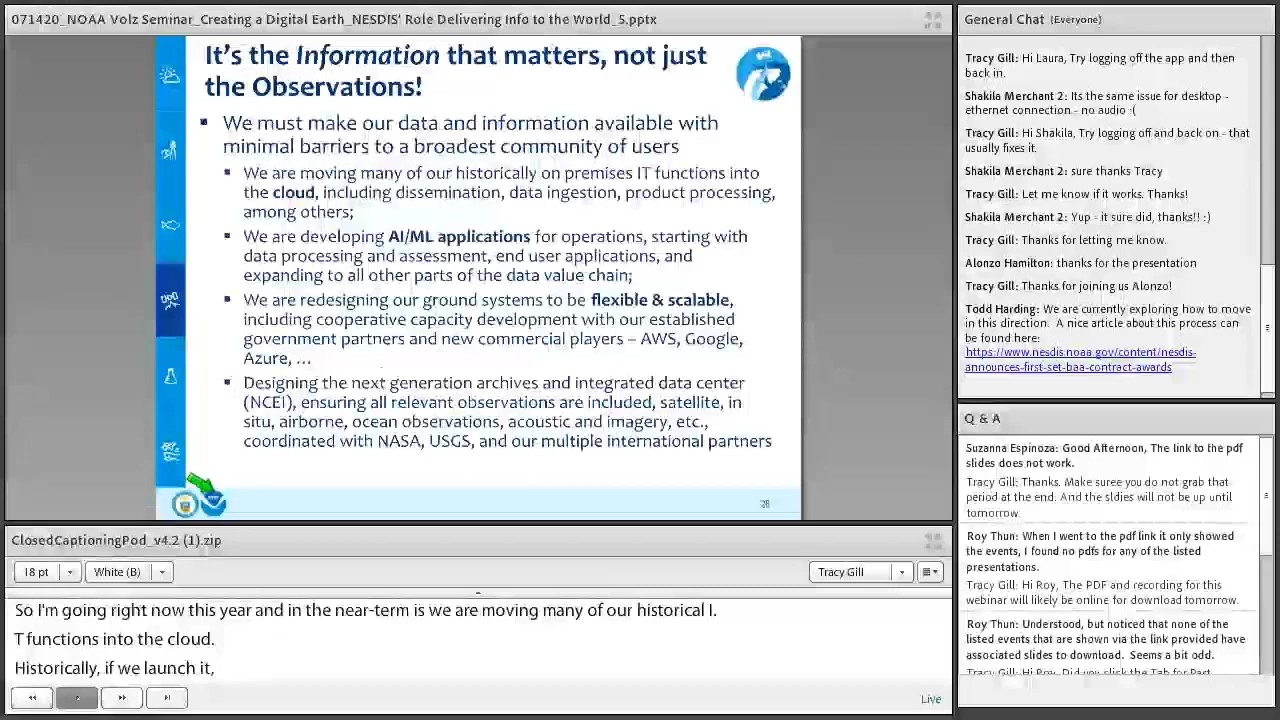 071420_NOAA Volz Seminar_Creating a Digital Earth_NESDIS' Role Delivering Info to the World_5.pptx
It's the Information that matters, not just
the Observations!
We must make our data and information available with
minimal barriers to a broadest community of users
We are moving many of our historically on premises IT functions into
the cloud, including dissemination, data ingestion, product processing,
among others;
We are developing AI/ML applications for operations, starting with
data processing and assessment, end user applications, and
expanding to all other parts of the data value chain;
We are redesigning our ground systems to be flexible & scalable,
including cooperative capacity development with our established
government partners and new commercial players – AWS, Google,
Azure, …
Designing the next generation archives and integrated data center
(NCEI), ensuring all relevant observations are included, satellite, in
situ, airborne, ocean observations, acoustic and imagery, etc.,
coordinated with NASA, USGS, and our multiple international partners
ClosedCaptioningPod_v4.2 (1).zip
18 pt
White (B)
Tracy Gill
So I'm going right now this year and in the near-term is we are moving many of our historical I.
T functions into the cloud.
Historically, if we launch it,
Live
General Chat (Everyone)
Tracy Gill: Hi Laura, Try logging off the app and then
back in.
Shakila Merchant 2: Its the same issue for desktop -
ethernet connection - no audio :(
Tracy Gill: Hi Shakila, Try logging off and back on - that
usually fixes it.
Shakila Merchant 2: sure thanks Tracy
Tracy Gill: Let me know if it works. Thanks!
Shakila Merchant 2: Yup - it sure did, thanks!! :)
Tracy Gill: Thanks for letting me know.
Alonzo Hamilton: thanks for the presentation
Tracy Gill: Thanks for joining us Alonzo!
Todd Harding: We are currently exploring how to move
in this direction. A nice article about this process can
be found here:
https://www.nesdis.noaa.gov/content/nesdis-
announces-first-set-baa-contract-awards
Q & A
Suzanna Espinoza: Good Afternoon, The link to the pdf
slides does not work.
Tracy Gill: Thanks. Make suree you do not grab that
period at the end. And the sldies will not be up until
tomorrow.
Roy Thun: When I went to the pdf link it only showed
the events, I found no pdfs for any of the listed
presentations.
Tracy Gill: Hi Roy, The PDF and recording for this
webinar will likely be online for download tomorrow.
Roy Thun: Understood, but noticed that none of the
listed events that are shown via the link provided have
associated slides to download. Seems a bit odd.
Tracy Gill: Hi Roy, Did you click the Tab for Past